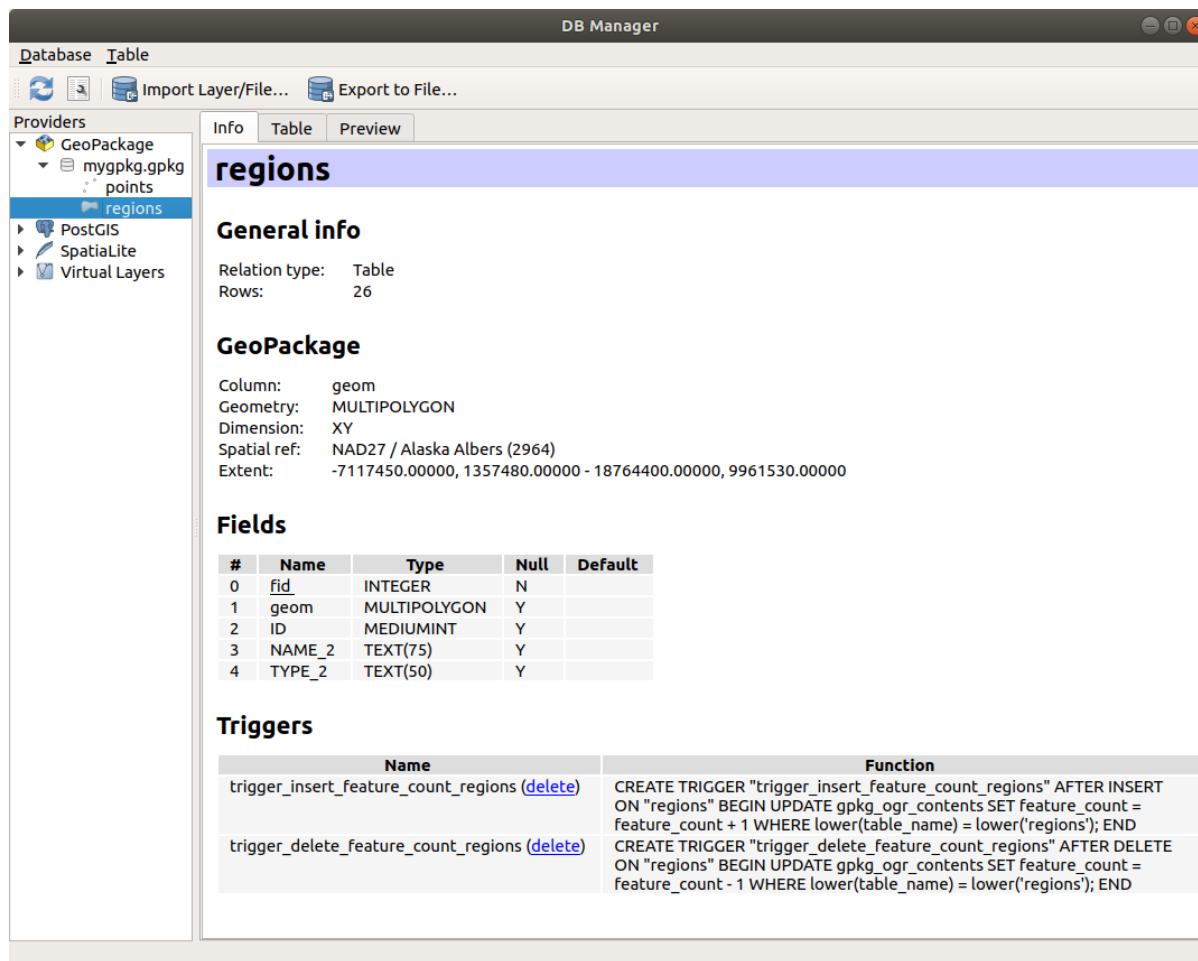 DB Manager
Database Table
Import Layer/File... Export to File...
Providers
GeoPackage
mygpkg.gpkg
points
regions
PostGIS
SpatiaLite
Virtual Layers
Info Table Preview
regions
General info
Relation type: Table
Rows: 26
GeoPackage
Column: geom
Geometry: MULTIPOLYGON
Dimension: XY
Spatial ref: NAD27 / Alaska Albers (2964)
Extent: -7117450.00000, 1357480.00000 - 18764400.00000, 9961530.00000
Fields
# Name Type Null Default
0 fid INTEGER N
1 geom MULTIPOLYGON Y
2 ID MEDIUMINT Y
3 NAME_2 TEXT(75) Y
4 TYPE_2 TEXT(50) Y
Triggers
Name Function
trigger_insert_feature_count_regions (delete) CREATE TRIGGER "trigger_insert_feature_count_regions" AFTER INSERT
ON "regions" BEGIN UPDATE gpkg_ogr_contents SET feature_count =
feature_count + 1 WHERE lower(table_name) = lower('regions'); END
trigger_delete_feature_count_regions (delete) CREATE TRIGGER "trigger_delete_feature_count_regions" AFTER DELETE
ON "regions" BEGIN UPDATE gpkg_ogr_contents SET feature_count =
feature_count - 1 WHERE lower(table_name) = lower('regions'); END